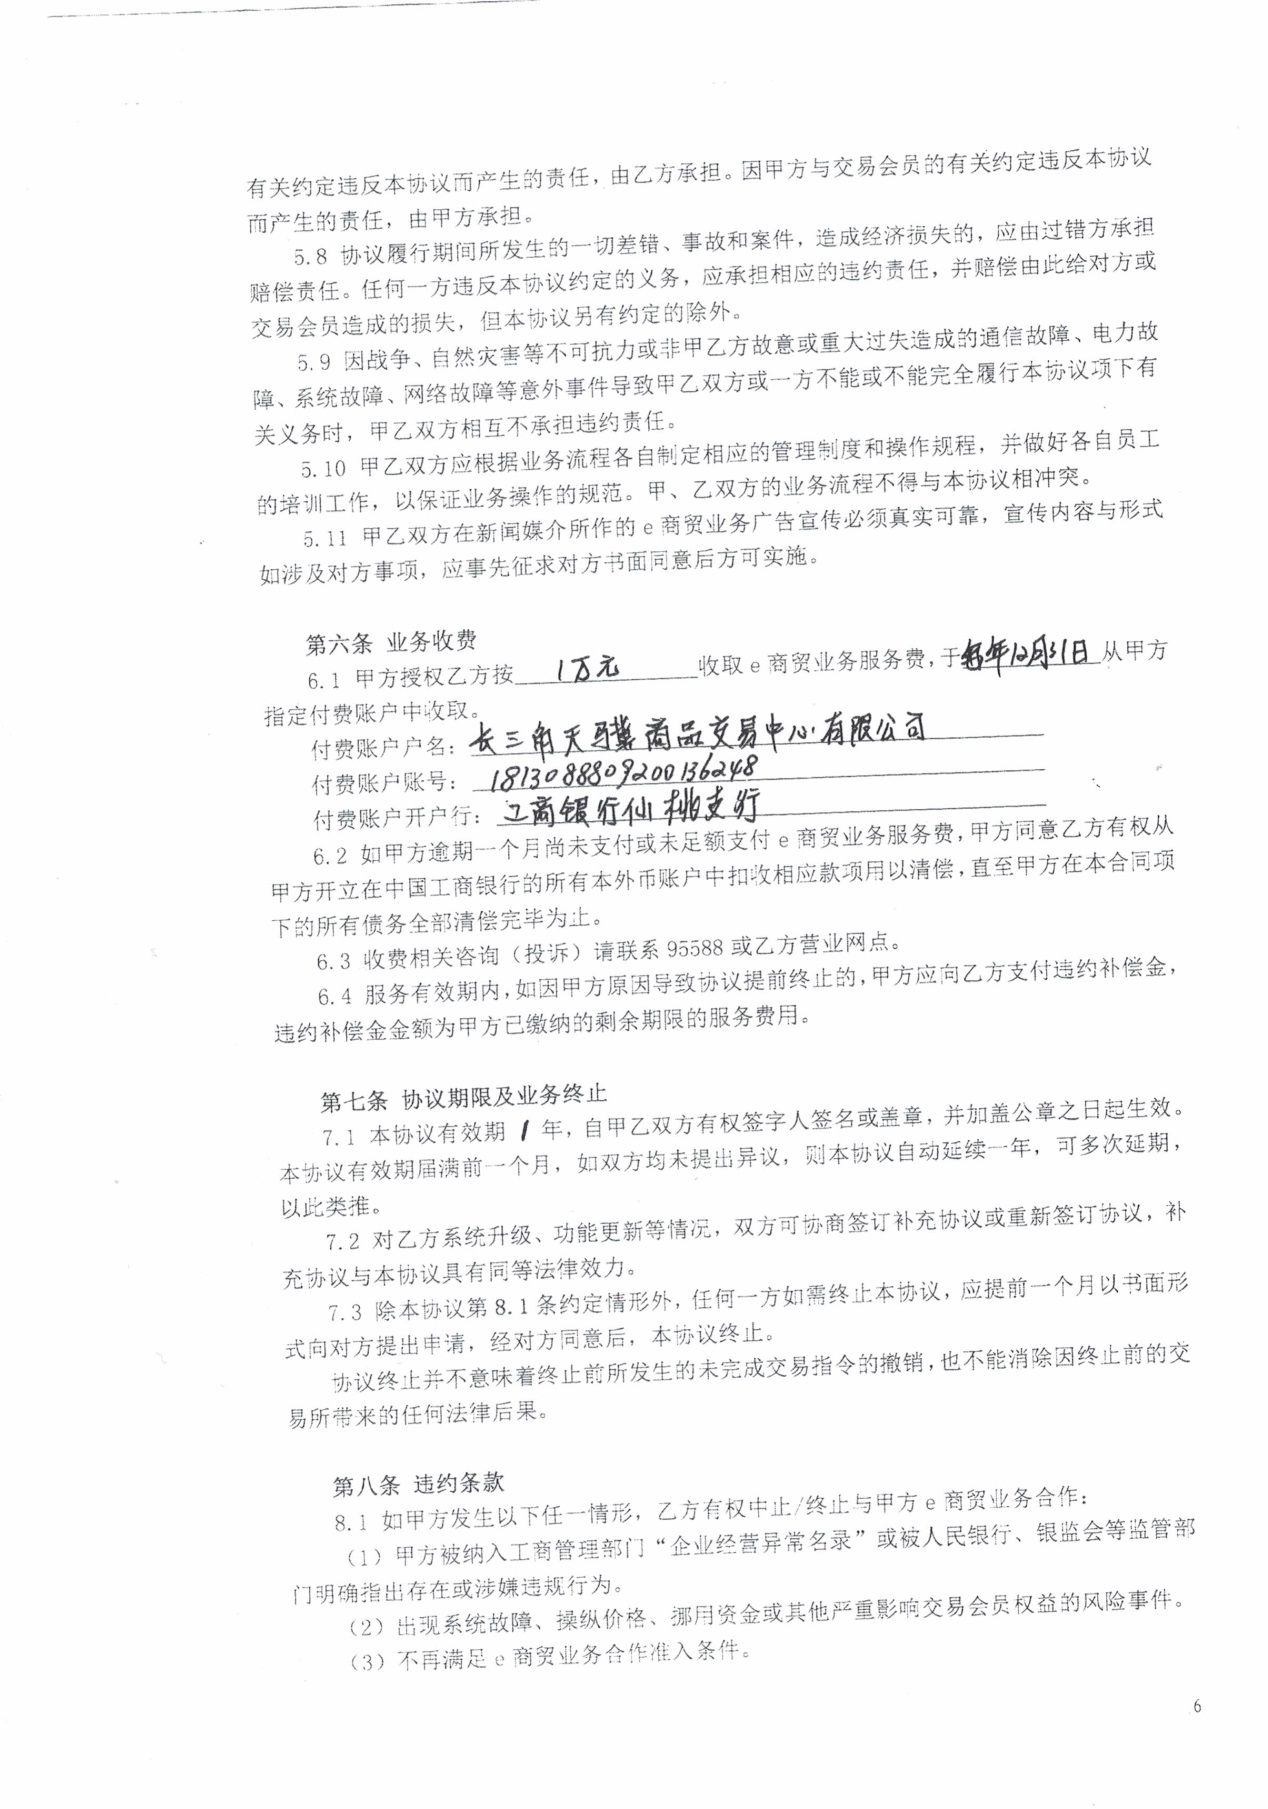 有关约定违反本协议而产生的责任，由乙方承担。因甲方与交易会员的有关约定违反本协议
而产生的责任，由甲方承担。
5.8 协议履行期间所发生的一切差错、事故和案件，造成经济损失的，应由过错方承担
赔偿责任。任何一方违反本协议约定的义务，应承担相应的违约责任，并赔偿由此给对方或
交易会员造成的损失，但本协议另有约定的除外。
5.9 因战争、自然灾害等不可抗力或非甲乙方故意或重大过失造成的通信故障、电力故
障、系统故障、网络故障等意外事件导致甲乙双方或一方不能或不能完全履行本协议项下有
关义务时，甲乙双方相互不承担违约责任。
5.10 甲乙双方应根据业务流程各自制定相应的管理制度和操作规程，并做好各自员工
的培训工作，以保证业务操作的规范。甲、乙双方的业务流程不得与本协议相冲突。
5.11 甲乙双方在新闻媒介所作的 e 商贸业务广告宣传必须真实可靠，宣传内容与形式
如涉及对方事项，应事先征求对方书面同意后方可实施。
第六条 业务收费
6.1 甲方授权乙方按 1万元 收取 e 商贸业务服务费，于每年12月31日从甲方
指定付费账户中收取。
付费账户户名：长三角天骥商品交易中心有限公司
付费账户账号：1813088809200136248
付费账户开户行：工商银行仙桃支行
6.2 如甲方逾期一个月尚未支付或未足额支付 e 商贸业务服务费，甲方同意乙方有权从
甲方开立在中国工商银行的所有本外币账户中扣收相应款项用以清偿，直至甲方在本合同项
下的所有债务全部清偿完毕为止。
6.3 收费相关咨询（投诉）请联系 95588 或乙方营业网点。
6.4 服务有效期内，如因甲方原因导致协议提前终止的，甲方应向乙方支付违约补偿金，
违约补偿金金额为甲方已缴纳的剩余期限的服务费用。
第七条 协议期限及业务终止
7.1 本协议有效期 1 年，自甲乙双方有权签字人签名或盖章，并加盖公章之日起生效。
本协议有效期届满前一个月，如双方均未提出异议，则本协议自动延续一年，可多次延期，
以此类推。
7.2 对乙方系统升级、功能更新等情况，双方可协商签订补充协议或重新签订协议，补
充协议与本协议具有同等法律效力。
7.3 除本协议第 8.1 条约定情形外，任何一方如需终止本协议，应提前一个月以书面形
式向对方提出申请，经对方同意后，本协议终止。
协议终止并不意味着终止前所发生的未完成交易指令的撤销，也不能消除因终止前的交
易所带来的任何法律后果。
第八条 违约条款
8.1 如甲方发生以下任一情形，乙方有权中止/终止与甲方 e 商贸业务合作：
（1）甲方被纳入工商管理部门“企业经营异常名录”或被人民银行、银监会等监管部
门明确指出存在或涉嫌违规行为。
（2）出现系统故障、操纵价格、挪用资金或其他严重影响交易会员权益的风险事件。
（3）不再满足 e 商贸业务合作准入条件。
6